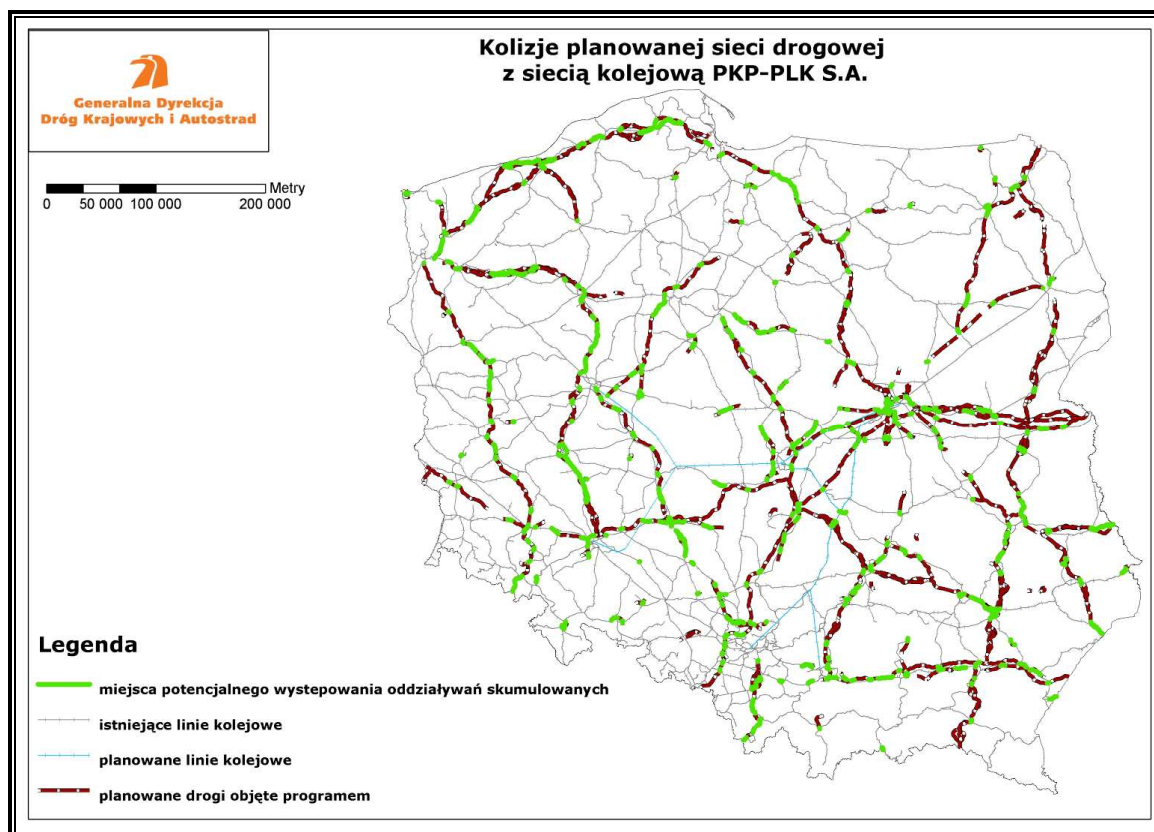 Generalna Dyrekcja
Dróg Krajowych i Autostrad
Kolizje planowanej sieci drogowej
z siecią kolejową PKP-PLK S.A.
Metry
0 50 000 100 000 200 000
Legenda
miejsca potencjalnego wystepowania oddziaływań skumulowanych
istniejące linie kolejowe
planowane linie kolejowe
planowane drogi objęte programem